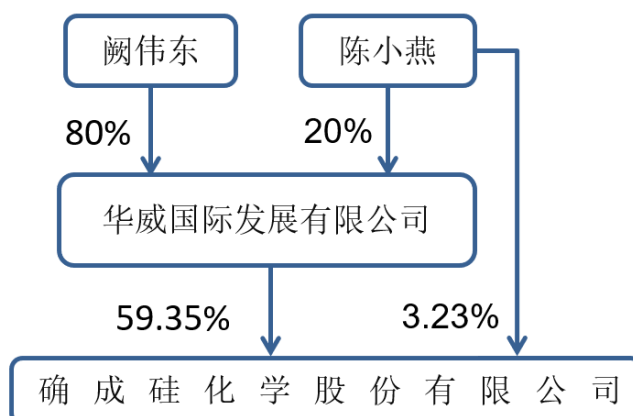 阙伟东
陈小燕
80%
20%
华威国际发展有限公司
59.35%
3.23%
确成硅化学股份有限公司